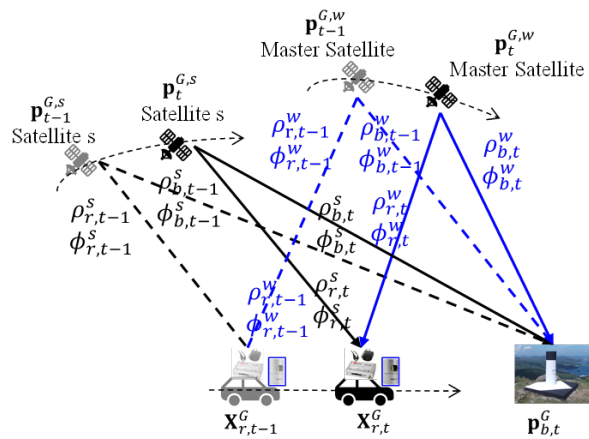 𝐩_{t−1}^{G,w}
Master Satellite
𝐩_t^{G,w}
Master Satellite
𝐩_{t−1}^{G,s}
Satellite s
𝐩_t^{G,s}
Satellite s
ρ_{r,t−1}^w
ϕ_{r,t−1}^w
ρ_{b,t−1}^w
ϕ_{b,t−1}^w
ρ_{b,t}^w
ϕ_{b,t}^w
ρ_{b,t−1}^s
ϕ_{b,t−1}^s
ρ_{r,t−1}^s
ϕ_{r,t−1}^s
ρ_{b,t}^s
ϕ_{b,t}^s
ρ_{r,t}^w
ϕ_{r,t}^w
ρ_{r,t−1}^w
ϕ_{r,t−1}^w
ρ_{r,t}^s
ϕ_{r,t}^s
𝐗_{r,t−1}^G
𝐗_{r,t}^G
𝐩_{b,t}^G